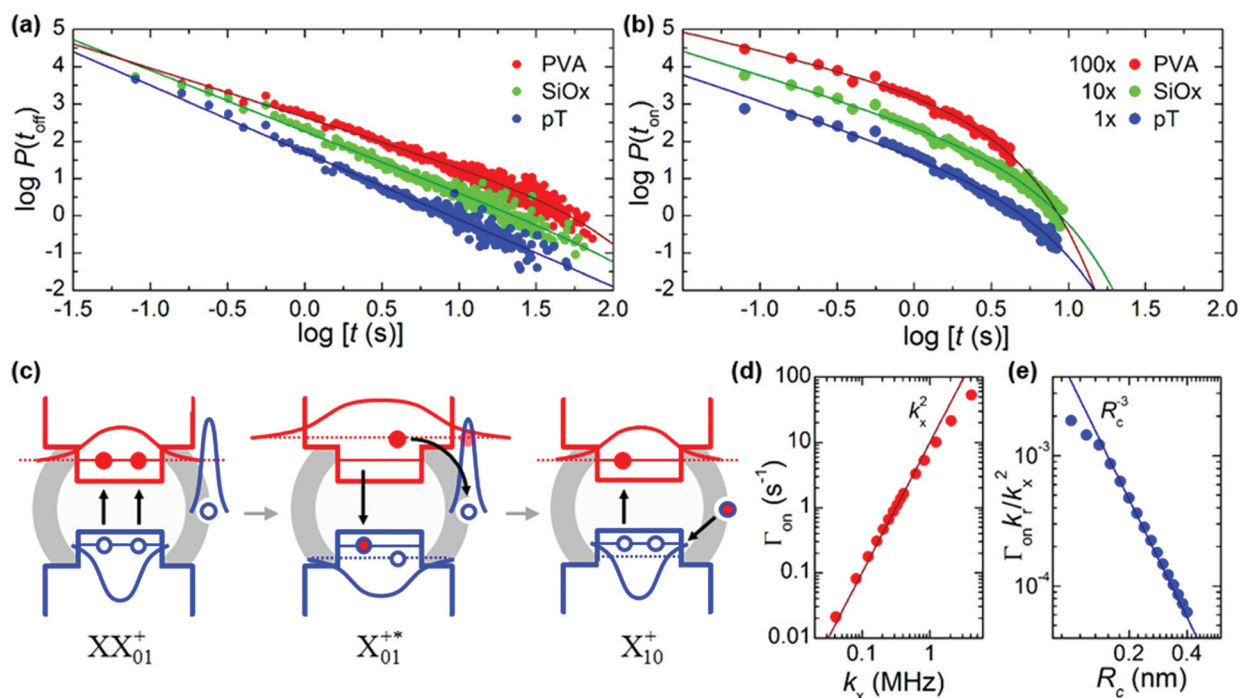 (a)
5
4
3
2
1
0
-1
-2
log P(t_off)
PVA
SiOx
pT
-1.5 -1.0 -0.5 0.0 0.5 1.0 1.5 2.0
log [t (s)]
(b)
5
4
3
2
1
0
-1
-2
log P(t_on)
100x PVA
10x SiOx
1x pT
-1.5 -1.0 -0.5 0.0 0.5 1.0 1.5 2.0
log [t (s)]
(c)
XX⁺₀₁
X⁺*₀₁
X⁺₁₀
(d)
100
10
1
0.1
0.01
Γ_on (s⁻¹)
k_x²
0.1 1
k_x (MHz)
(e)
10⁻³
10⁻⁴
Γ_on k_r/k_x²
R_c⁻³
0.2 0.4
R_c (nm)